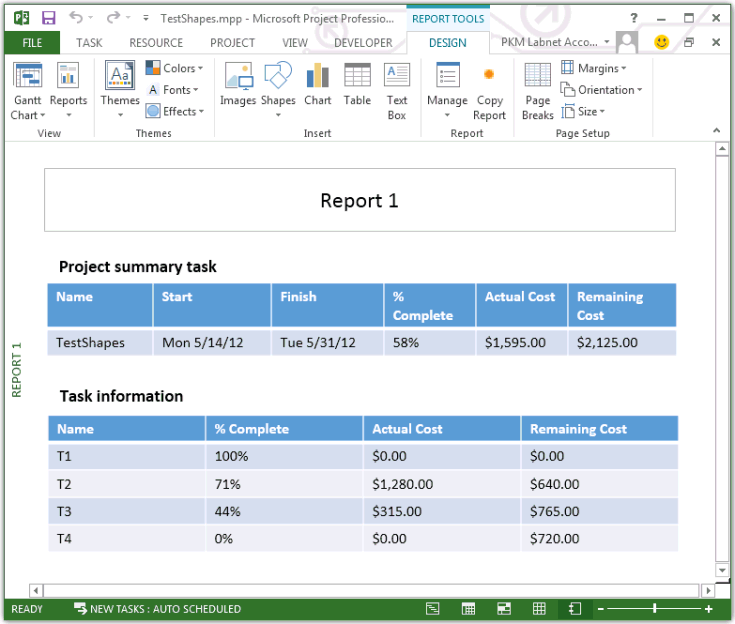 TestShapes.mpp - Microsoft Project Professio...
REPORT TOOLS
?
FILE TASK RESOURCE PROJECT VIEW DEVELOPER DESIGN PKM Labnet Acco...
Gantt Chart
Reports
View
Themes
Colors
Fonts
Effects
Themes
Images
Shapes
Chart
Table
Text Box
Insert
Manage
Copy Report
Report
Page Breaks
Margins
Orientation
Size
Page Setup
REPORT 1
Report 1
Project summary task
Name Start Finish % Complete Actual Cost Remaining Cost
TestShapes Mon 5/14/12 Tue 5/31/12 58% $1,595.00 $2,125.00
Task information
Name % Complete Actual Cost Remaining Cost
T1 100% $0.00 $0.00
T2 71% $1,280.00 $640.00
T3 44% $315.00 $765.00
T4 0% $0.00 $720.00
READY NEW TASKS : AUTO SCHEDULED